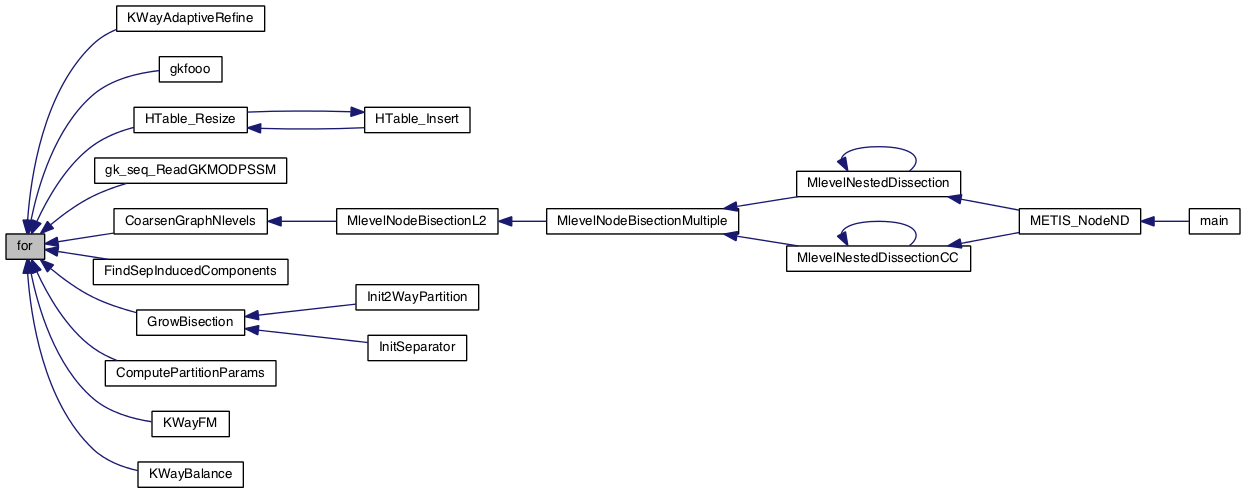 KWayAdaptiveRefine
gkfooo
HTable_Resize
HTable_Insert
gk_seq_ReadGKMODPSSM
MlevelNestedDissection
CoarsenGraphNlevels
MlevelNodeBisectionL2
MlevelNodeBisectionMultiple
METIS_NodeND
main
for
MlevelNestedDissectionCC
FindSepInducedComponents
Init2WayPartition
GrowBisection
InitSeparator
ComputePartitionParams
KWayFM
KWayBalance